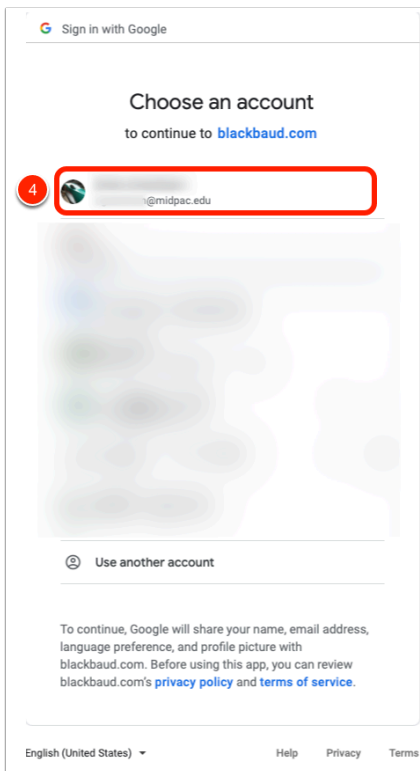 Sign in with Google
Choose an account
to continue to blackbaud.com
4
@midpac.edu
Use another account
To continue, Google will share your name, email address,
language preference, and profile picture with
blackbaud.com. Before using this app, you can review
blackbaud.com's privacy policy and terms of service.
English (United States) Help Privacy Terms